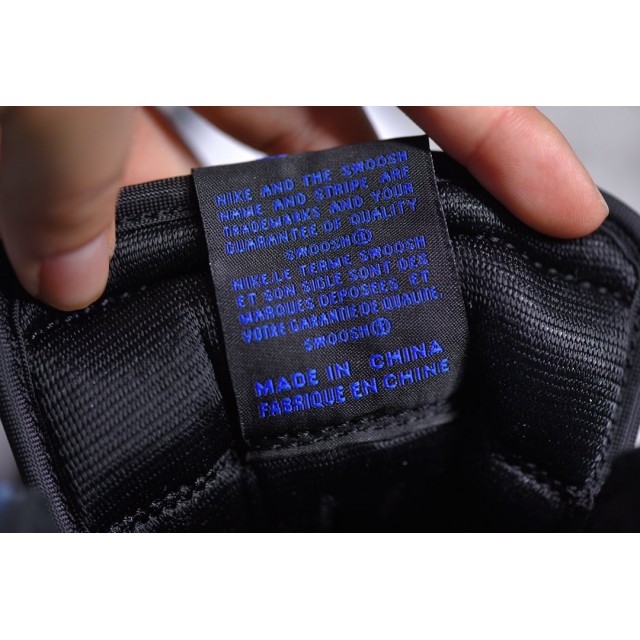 NIKE AND THE SWOOSH
NAME AND STRIPE ARE
TRADEMARKS AND YOUR
GUARANTEE OF QUALITY
SWOOSH®
NIKE.LE TERME SWOOSH
ET SON SIGLE SONT DES
MARQUES DEPOSEES ET
VOTRE GARANTIE DE QUALITE.
SWOOSH®
MADE IN CHINA
FABRIQUE EN CHINE